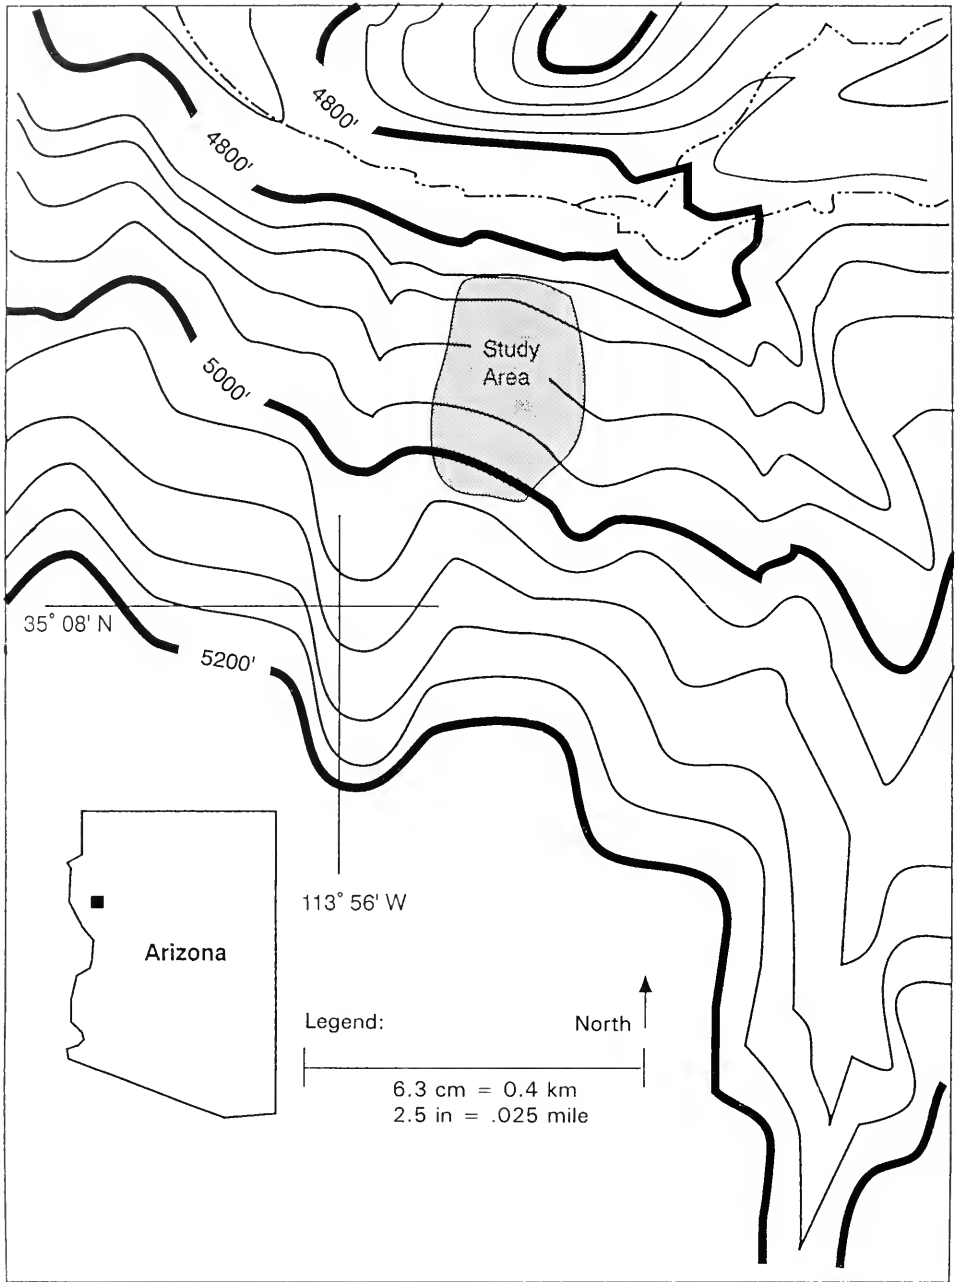 4800'
4800'
Study
Area
5000'
35° 08' N
5200'
113° 56' W
Arizona
Legend:
North
6.3 cm = 0.4 km
2.5 in = .025 mile